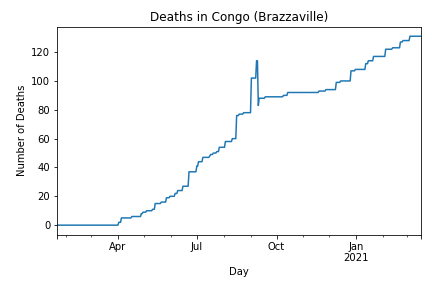 Deaths in Congo (Brazzaville)
120
100
80
60
40
20
0
Number of Deaths
Apr
Jul
Oct
Jan
2021
Day